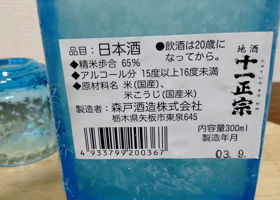 品目：日本酒
●飲酒は20歳に
なってから。
◆精米歩合 65%
◆アルコール分 15度以上16度未満
◆原材料名 米(国産)、
米こうじ(国産米)
製造者：森戸酒造株式会社
栃木県矢板市東泉645
4933799200367
地酒
十一正宗
内容量300ml
製造年月
03.9.